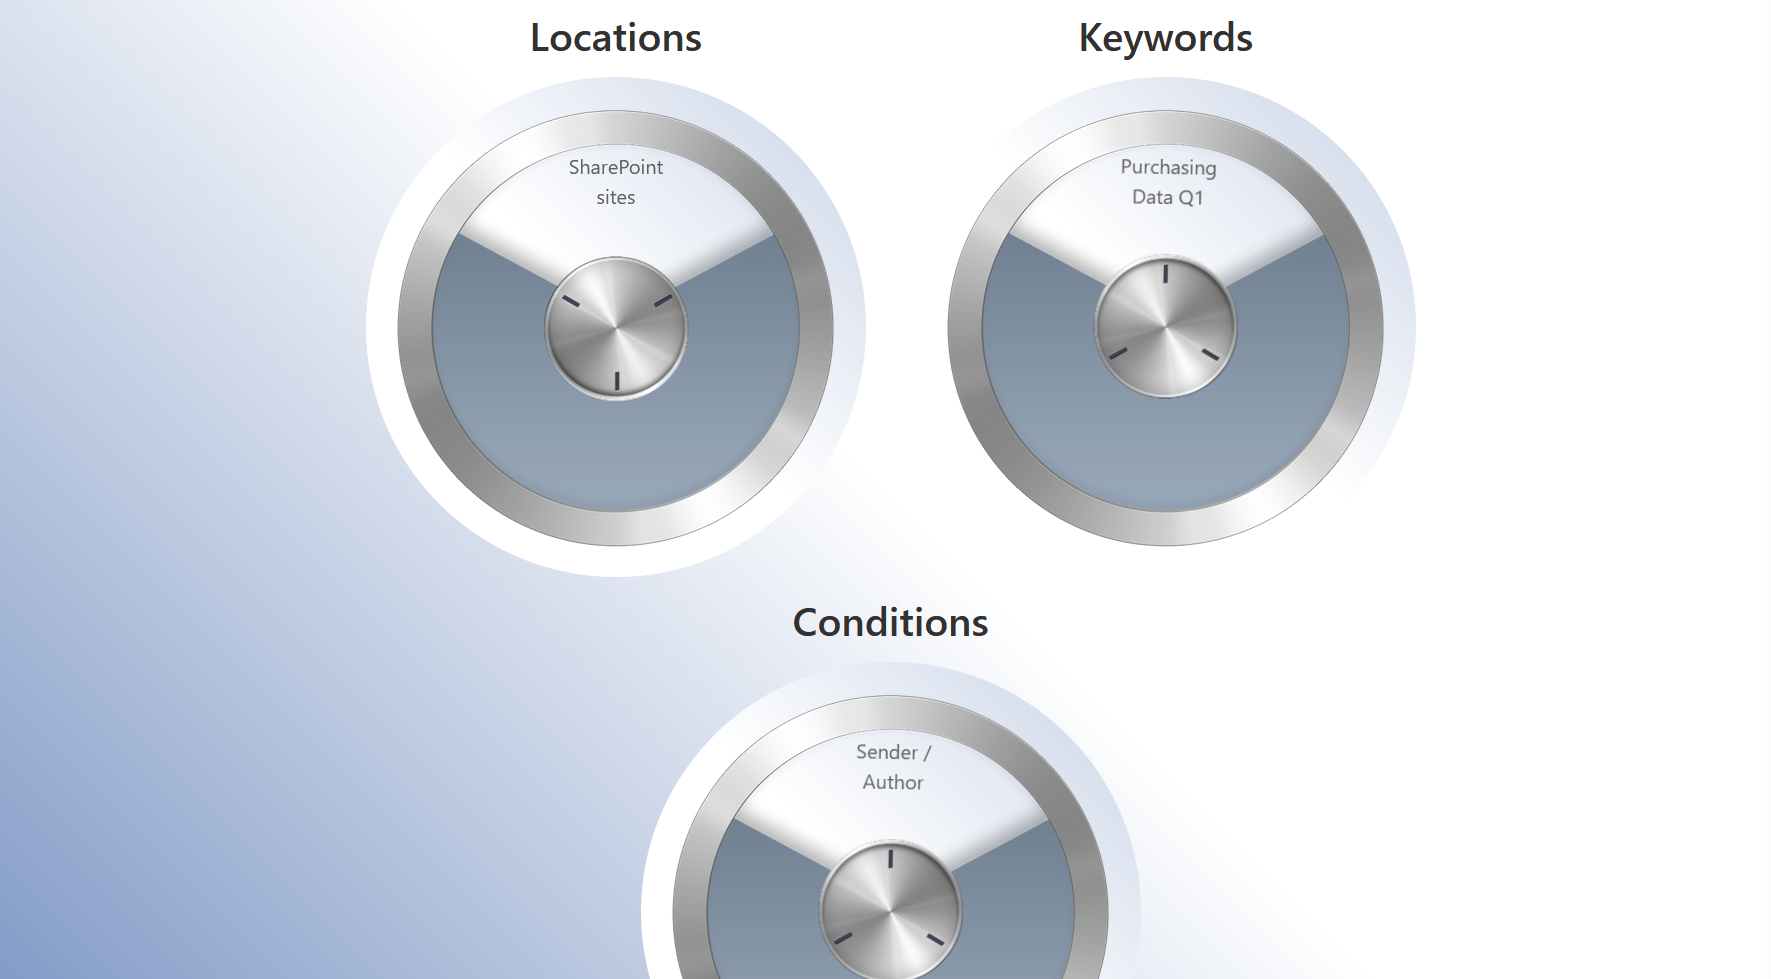 Locations
Keywords
SharePoint
sites
Purchasing
Data Q1
Conditions
Sender /
Author